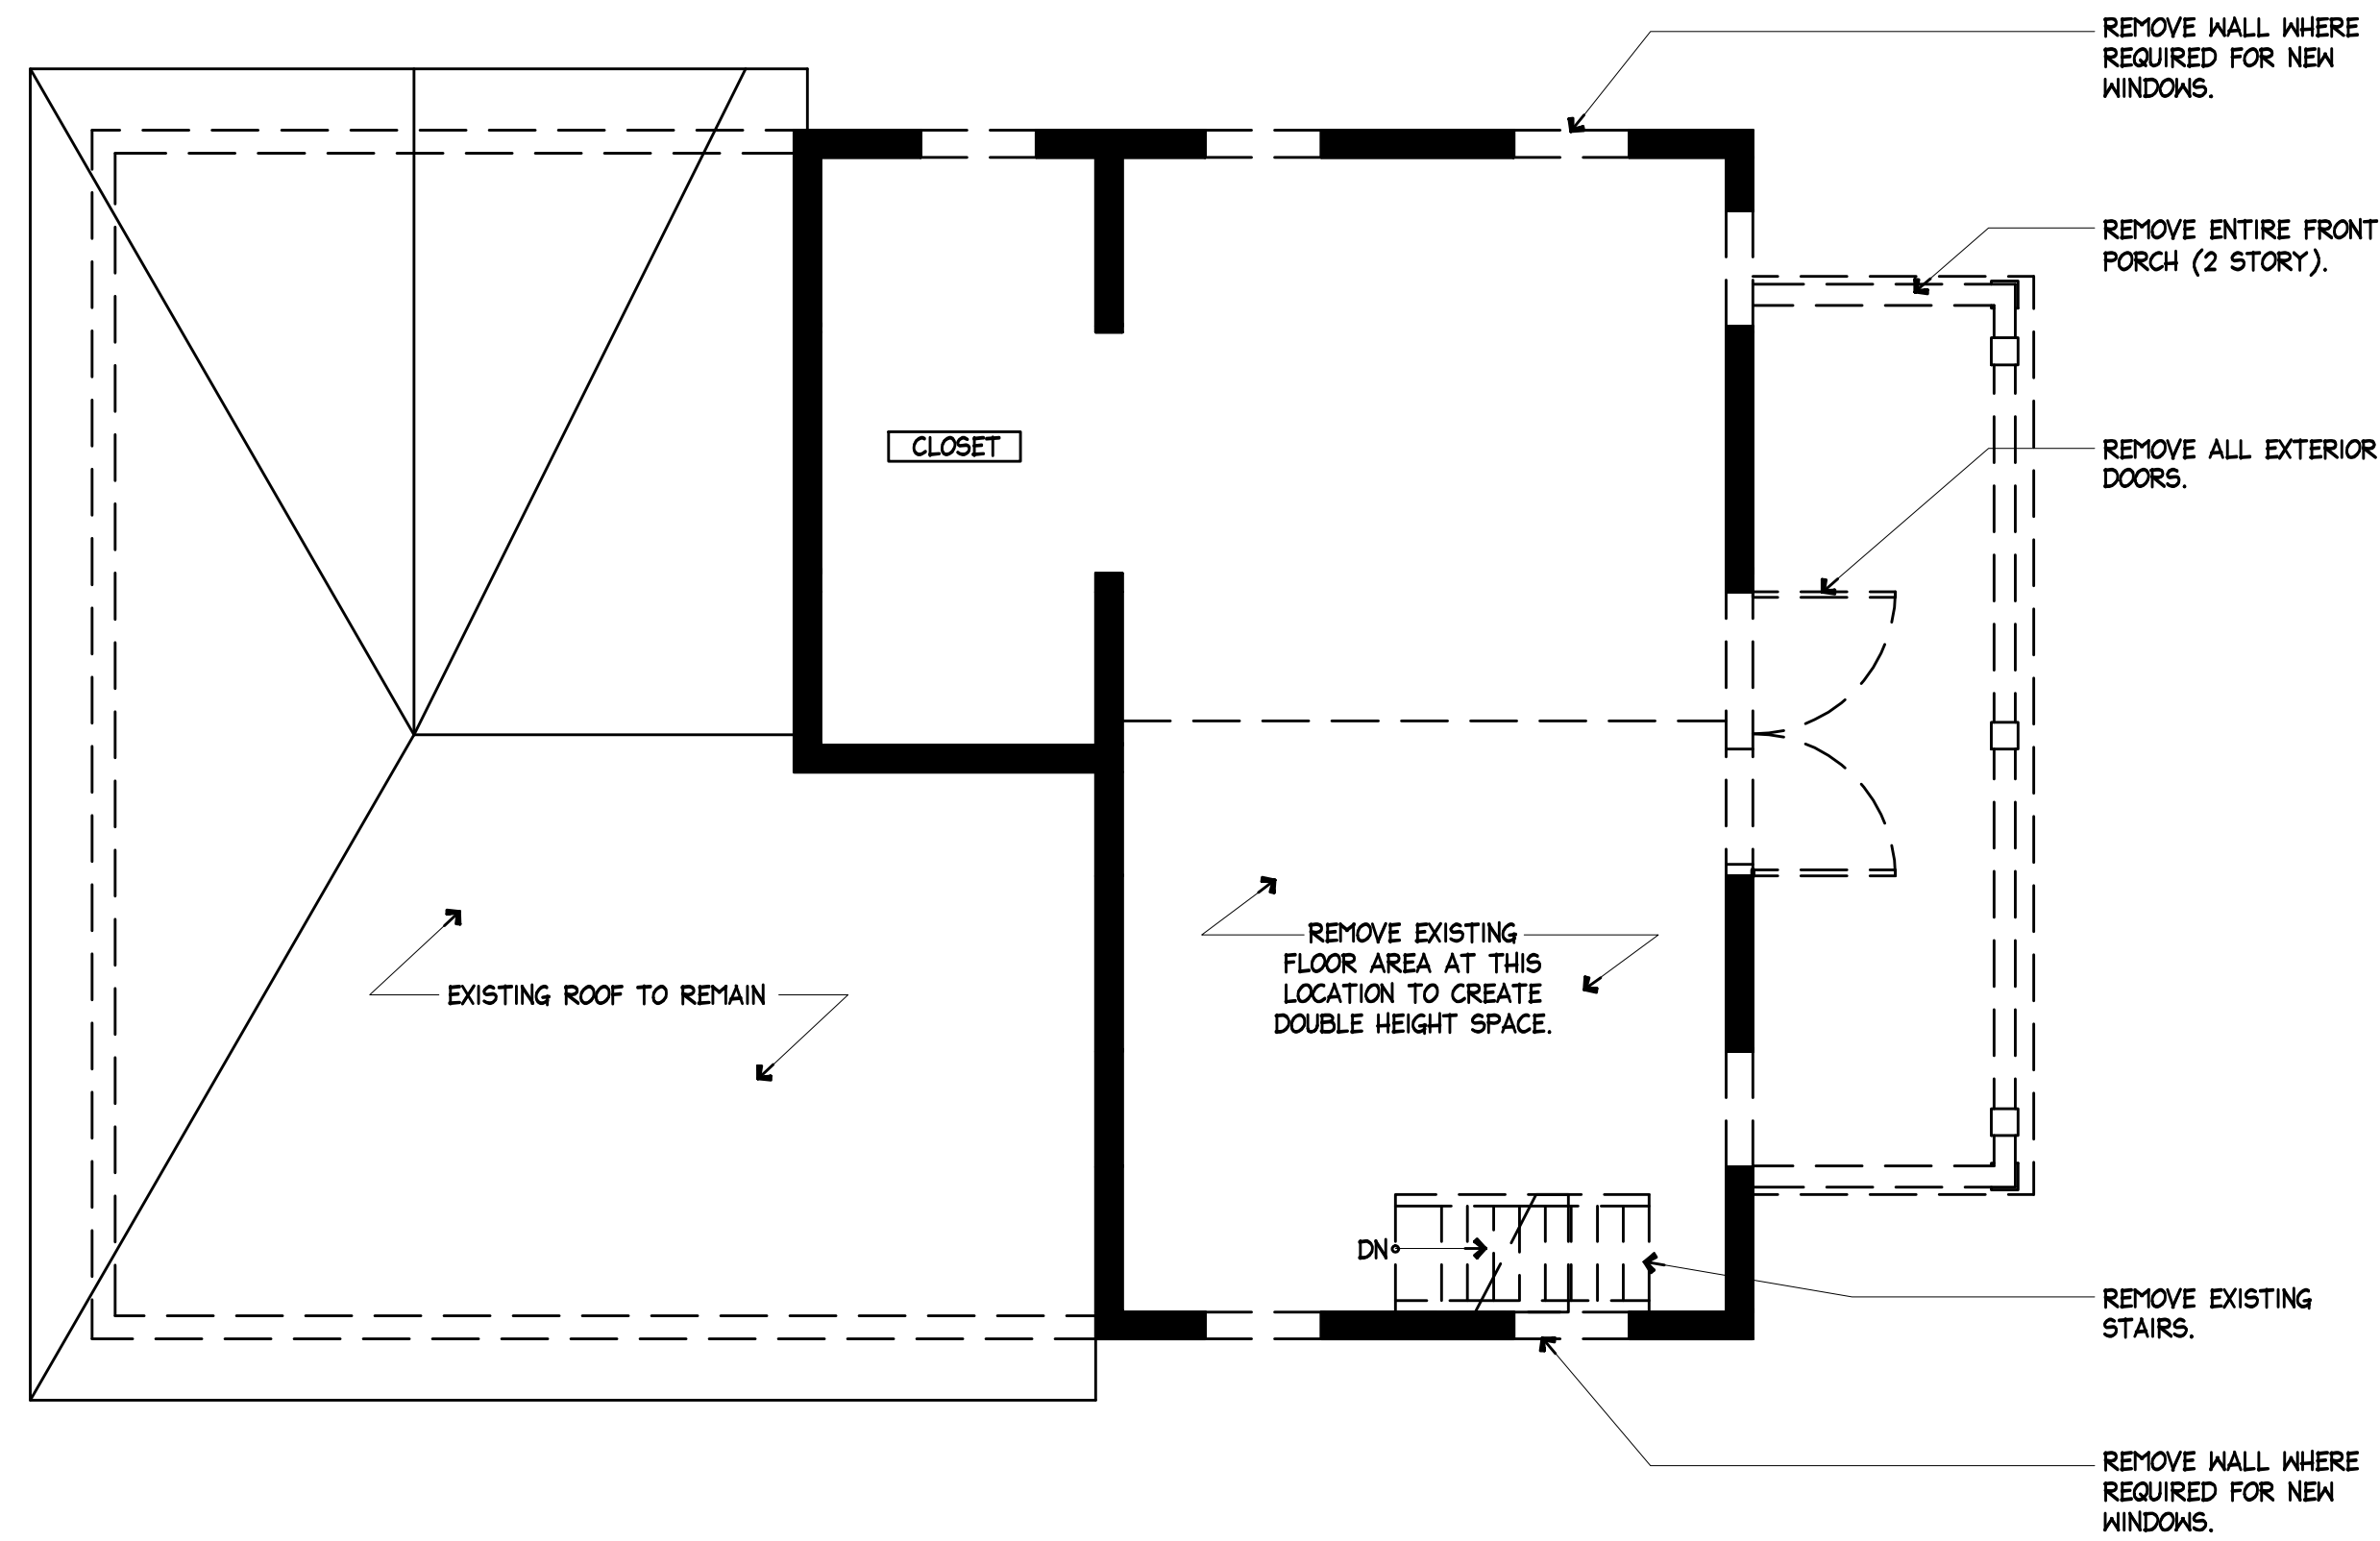 REMOVE WALL WHERE
REQUIRED FOR NEW
WINDOWS.
REMOVE ENTIRE FRONT
PORCH (2 STORY).
CLOSET
REMOVE ALL EXTERIOR
DOORS.
REMOVE EXISTING
FLOOR AREA AT THIS
LOCATION TO CREATE
DOUBLE HEIGHT SPACE.
EXISTING ROOF TO REMAIN
DN
REMOVE EXISTING
STAIRS.
REMOVE WALL WHERE
REQUIRED FOR NEW
WINDOWS.